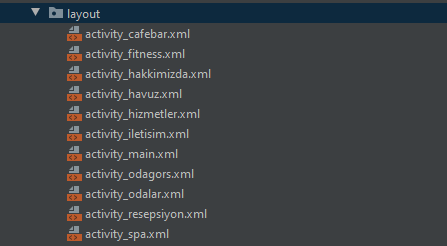 layout
activity_cafebar.xml
activity_fitness.xml
activity_hakkimizda.xml
activity_havuz.xml
activity_hizmetler.xml
activity_iletisim.xml
activity_main.xml
activity_odagors.xml
activity_odalar.xml
activity_resepsiyon.xml
activity_spa.xml